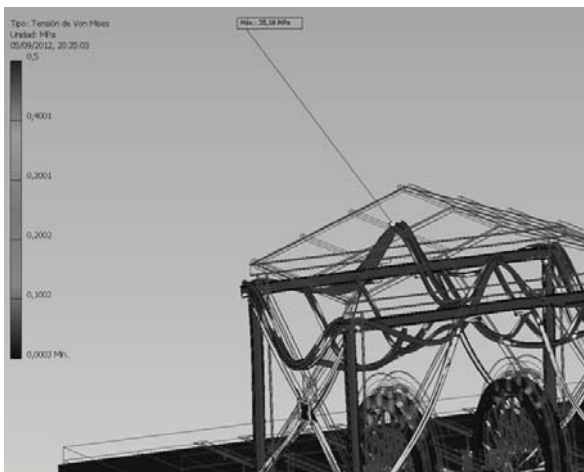 Tipo: Tensión de Von Mises
Unidad: MPa
05/09/2012, 20:35:03
0,5
0,4001
0,3001
0,2002
0,1002
0,0003 Mín.
Máx.: 35,18 MPa